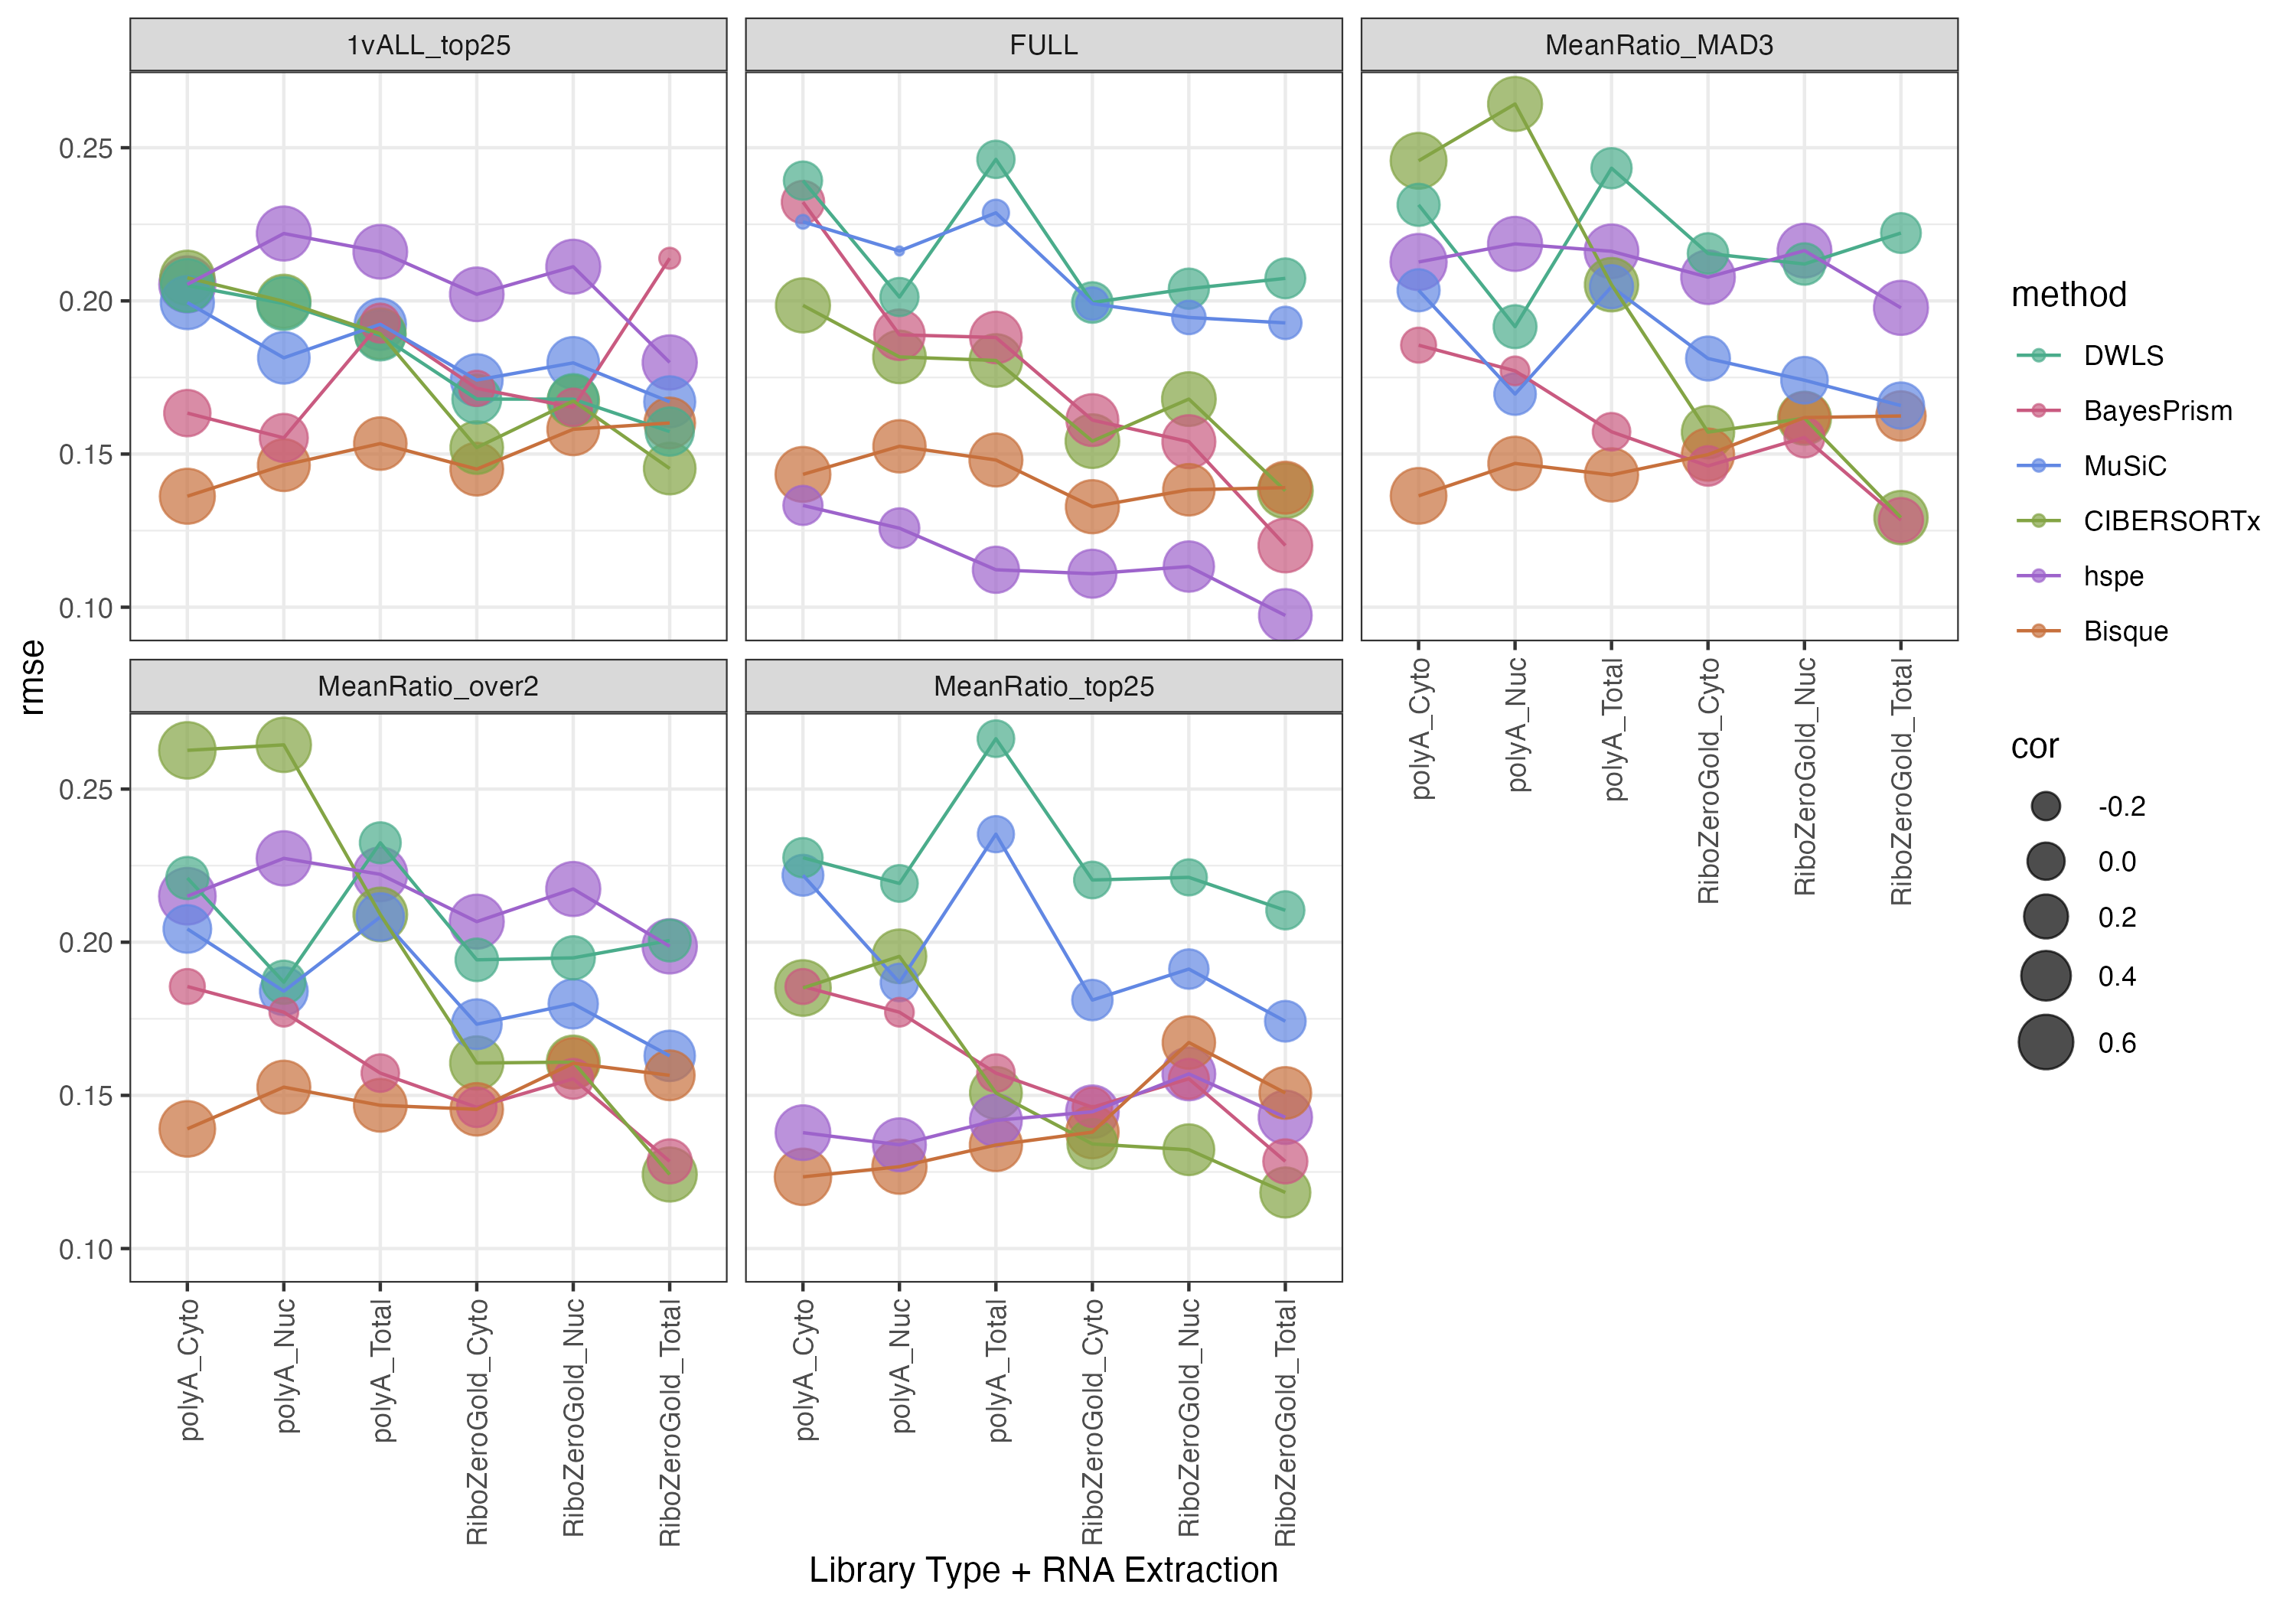 1vALL_top25
FULL
MeanRatio_MAD3
0.25
0.20
0.15
0.10
MeanRatio_over2
MeanRatio_top25
0.25
0.20
0.15
0.10
rmse
polyA_Cyto
polyA_Nuc
polyA_Total
RiboZeroGold_Cyto
RiboZeroGold_Nuc
RiboZeroGold_Total
polyA_Cyto
polyA_Nuc
polyA_Total
RiboZeroGold_Cyto
RiboZeroGold_Nuc
RiboZeroGold_Total
polyA_Cyto
polyA_Nuc
polyA_Total
RiboZeroGold_Cyto
RiboZeroGold_Nuc
RiboZeroGold_Total
Library Type + RNA Extraction
method
DWLS
BayesPrism
MuSiC
CIBERSORTx
hspe
Bisque
cor
-0.2
0.0
0.2
0.4
0.6